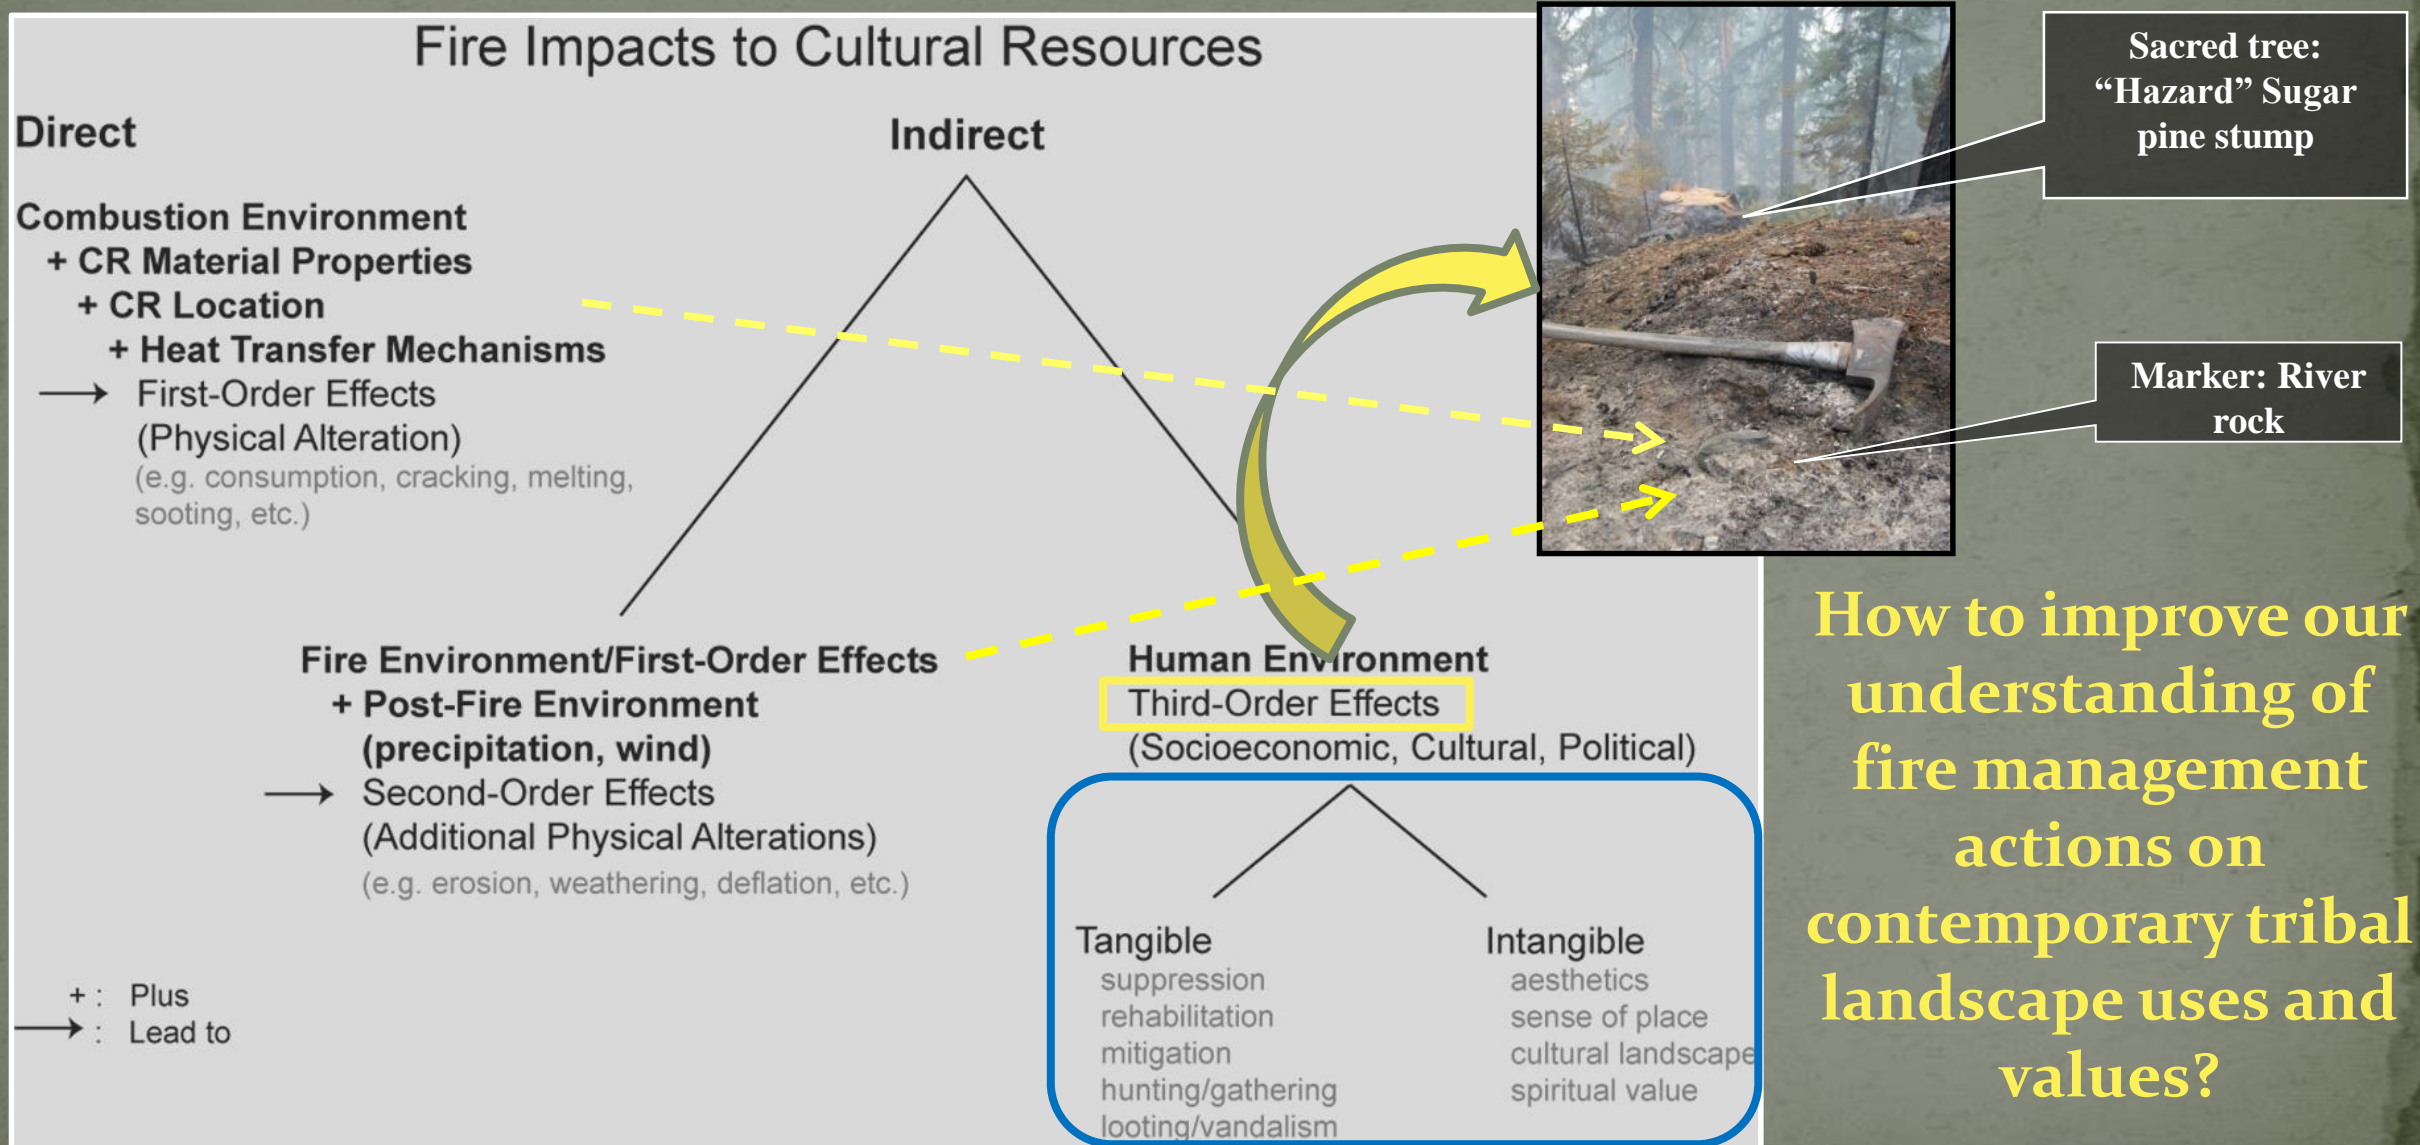 Fire Impacts to Cultural Resources
Direct
Indirect
Combustion Environment
+ CR Material Properties
+ CR Location
+ Heat Transfer Mechanisms
→ First-Order Effects
(Physical Alteration)
(e.g. consumption, cracking, melting,
sooting, etc.)
Fire Environment/First-Order Effects
+ Post-Fire Environment
(precipitation, wind)
→ Second-Order Effects
(Additional Physical Alterations)
(e.g. erosion, weathering, deflation, etc.)
Human Environment
Third-Order Effects
(Socioeconomic, Cultural, Political)
Tangible
suppression
rehabilitation
mitigation
hunting/gathering
looting/vandalism
Intangible
aesthetics
sense of place
cultural landscape
spiritual value
+ : Plus
→ : Lead to
Sacred tree:
“Hazard” Sugar
pine stump
Marker: River
rock
How to improve our
understanding of
fire management
actions on
contemporary tribal
landscape uses and
values?